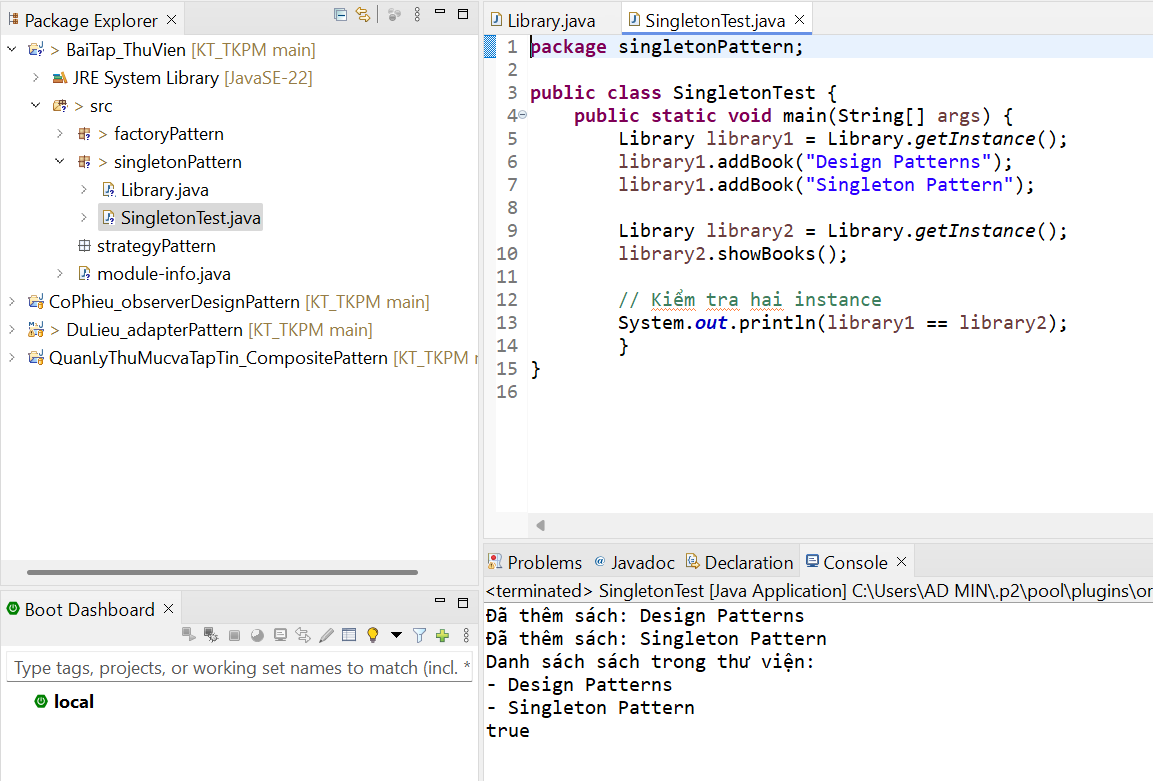 Package Explorer
BaiTap_ThuVien [KT_TKPM main]
JRE System Library [JavaSE-22]
> src
> factoryPattern
> singletonPattern
Library.java
SingletonTest.java
strategyPattern
module-info.java
CoPhieu_observerDesignPattern [KT_TKPM main]
> DuLieu_adapterPattern [KT_TKPM main]
QuanLyThuMucvaTapTin_CompositePattern [KT_TKPM
Boot Dashboard
Type tags, projects, or working set names to match (incl. *
local
Library.java SingletonTest.java
1 package singletonPattern;
2
3 public class SingletonTest {
4 public static void main(String[] args) {
5 Library library1 = Library.getInstance();
6 library1.addBook("Design Patterns");
7 library1.addBook("Singleton Pattern");
8
9 Library library2 = Library.getInstance();
10 library2.showBooks();
11
12 // Kiểm tra hai instance
13 System.out.println(library1 == library2);
14 }
15 }
16
Problems @ Javadoc Declaration Console
<terminated> SingletonTest [Java Application] C:\Users\AD MIN\.p2\pool\plugins\or
Đã thêm sách: Design Patterns
Đã thêm sách: Singleton Pattern
Danh sách sách trong thư viện:
- Design Patterns
- Singleton Pattern
true